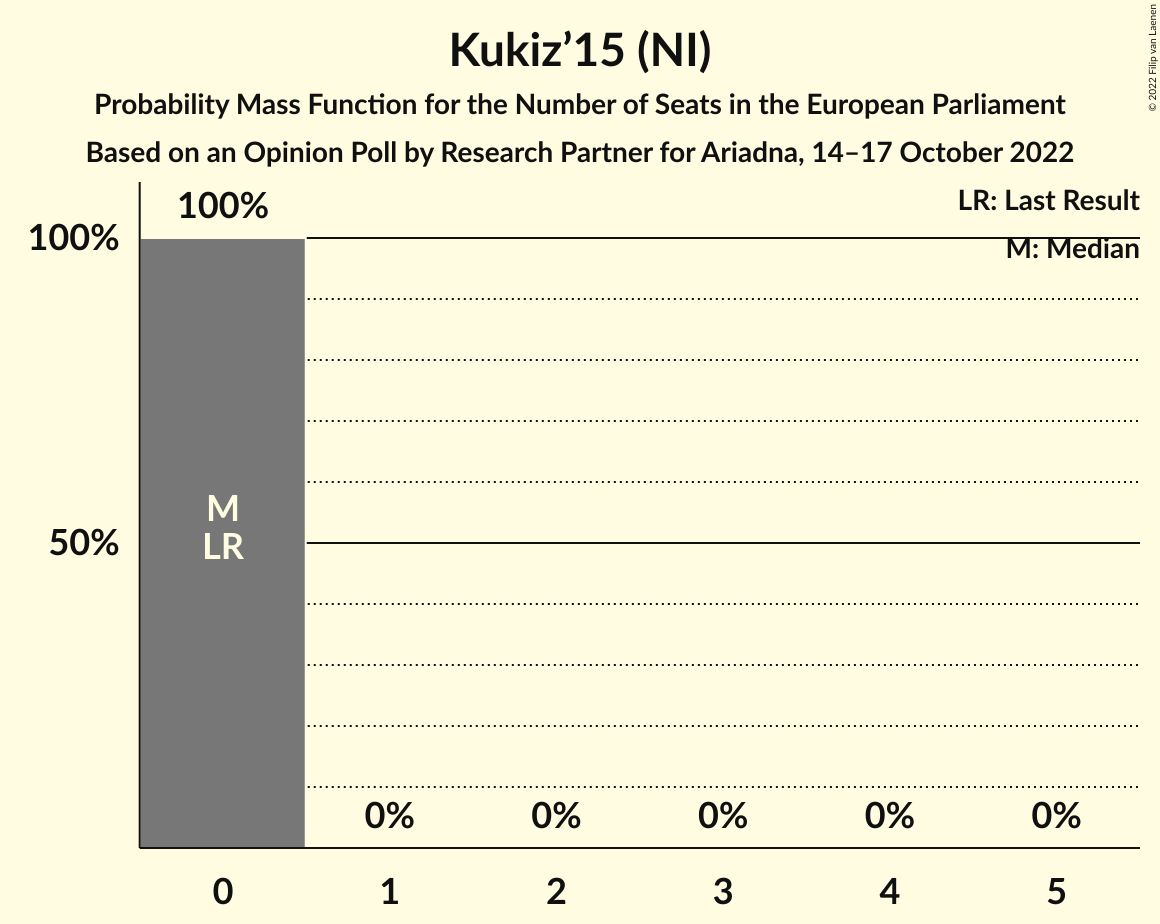 Kukiz’15 (NI)
Probability Mass Function for the Number of Seats in the European Parliament
Based on an Opinion Poll by Research Partner for Ariadna, 14–17 October 2022
© 2022 Filip van Laenen
LR: Last Result
M: Median
100%
100%
50%
M
LR
0% 0% 0% 0% 0%
0 1 2 3 4 5